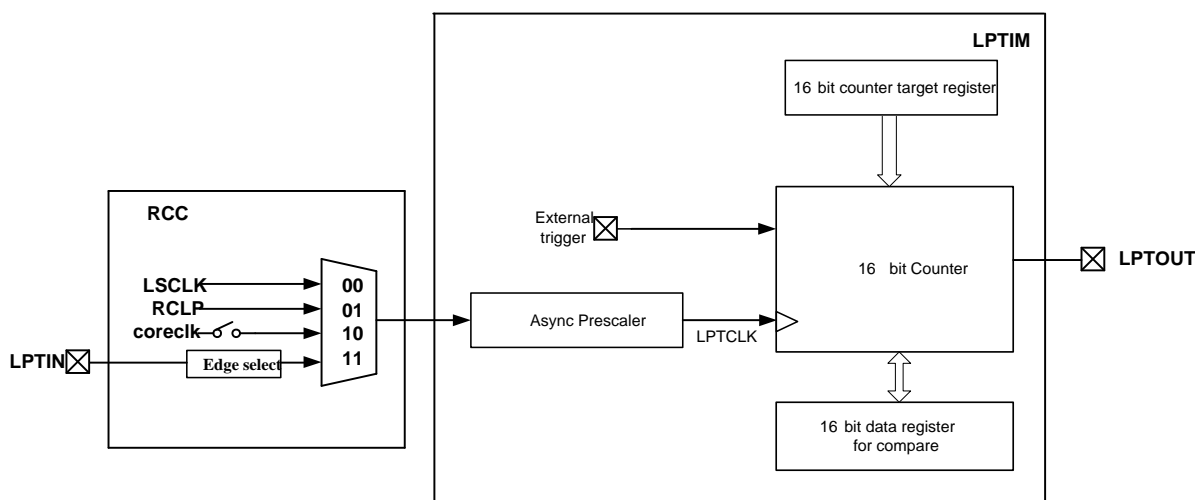 LPTIM
16 bit counter target register
RCC
External
trigger
LSCLK
00
RCLP
01
coreclk
10
LPTIN
Edge select
11
Async Prescaler
LPTCLK
16 bit Counter
LPTOUT
16 bit data register
for compare